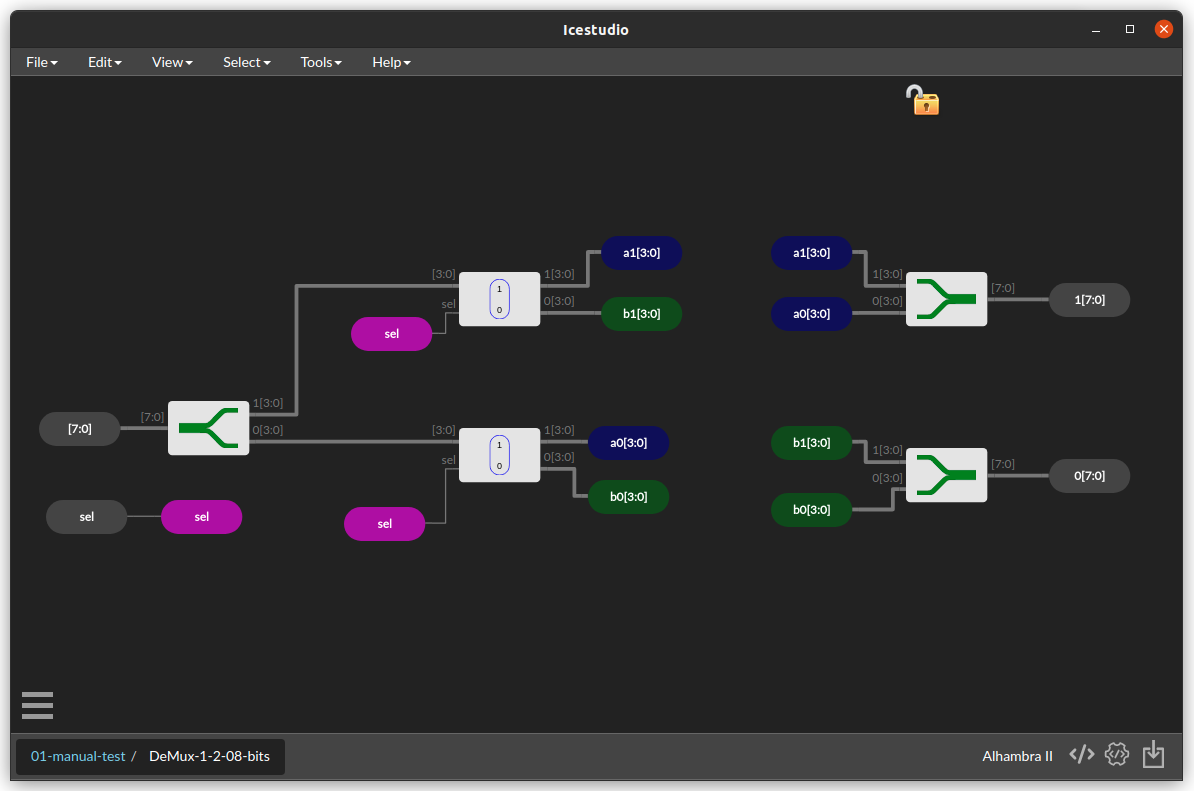 Icestudio
File Edit View Select Tools Help
a1[3:0]
a1[3:0]
[3:0]
1[3:0]
1[3:0]
1
0
sel
0[3:0]
b1[3:0]
a0[3:0]
0[3:0]
[7:0]
1[7:0]
sel
[7:0]
[7:0]
1[3:0]
0[3:0]
[3:0]
1[3:0]
a0[3:0]
b1[3:0]
1[3:0]
1
0
sel
0[3:0]
b0[3:0]
0[3:0]
b0[3:0]
[7:0]
0[7:0]
sel
sel
sel
01-manual-test / DeMux-1-2-08-bits
Alhambra II
</>